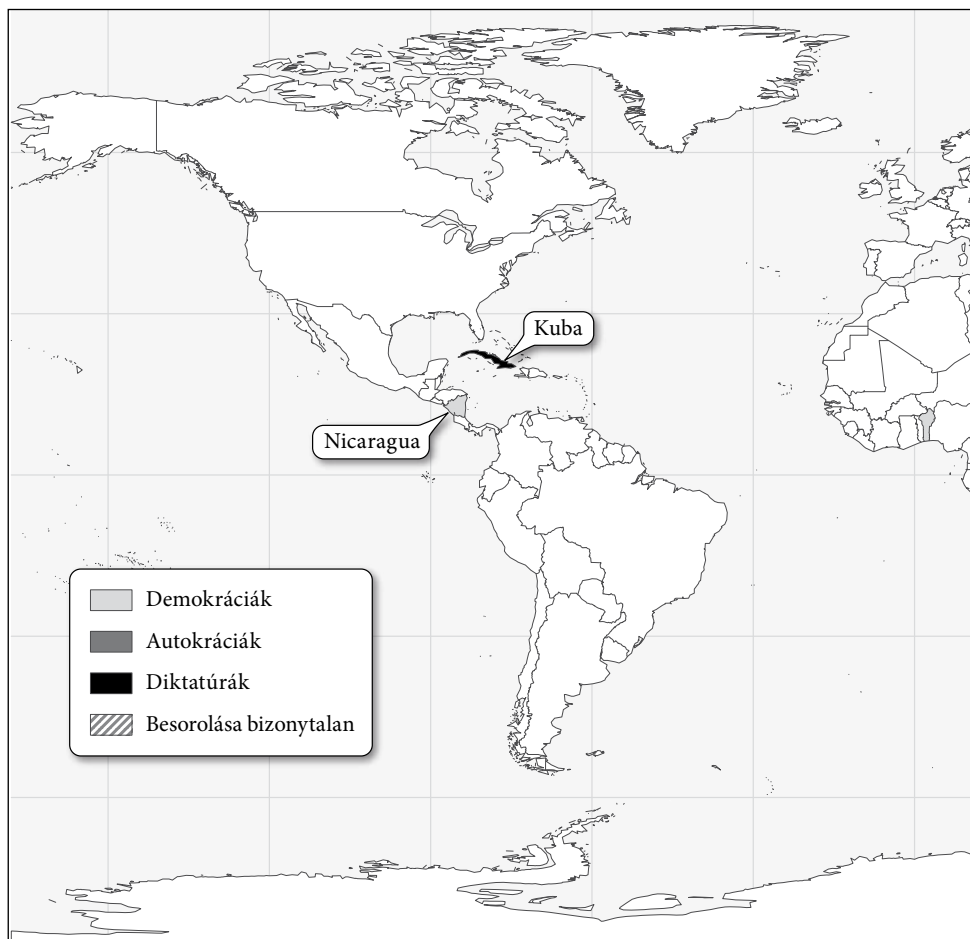 Kuba
Nicaragua
Demokráciák
Autokráciák
Diktatúrák
Besorolása bizonytalan